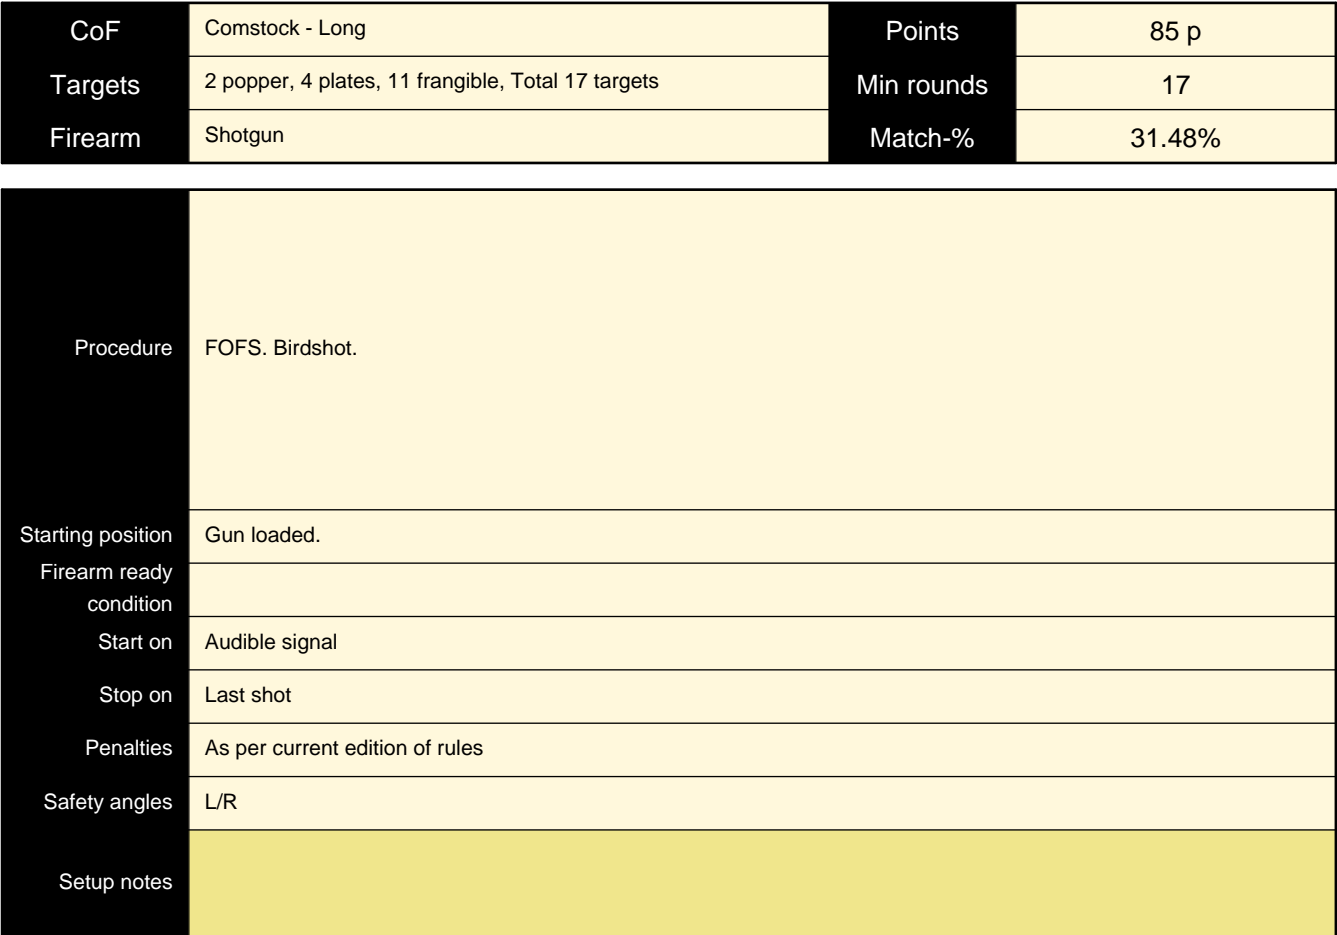 CoF Comstock - Long Points 85 p
Targets 2 popper, 4 plates, 11 frangible, Total 17 targets Min rounds 17
Firearm Shotgun Match-% 31.48%
Procedure FOFS. Birdshot.
Starting position Gun loaded.
Firearm ready
condition
Start on Audible signal
Stop on Last shot
Penalties As per current edition of rules
Safety angles L/R
Setup notes